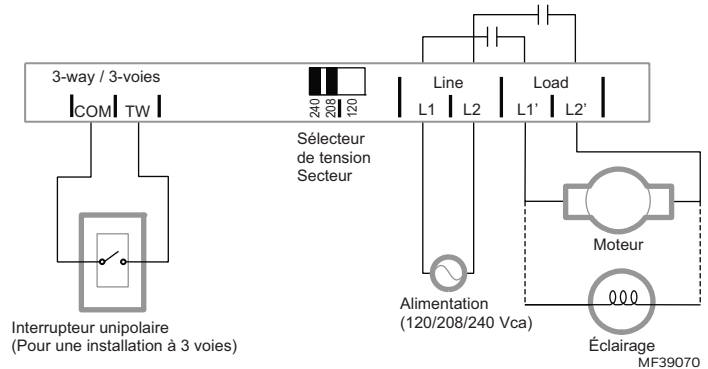 3-way / 3-voies
COM TW
240 208 120
Sélecteur
de tension
Secteur
Line Load
L1 L2 L1’ L2’
Moteur
Alimentation
(120/208/240 Vca)
Interrupteur unipolaire
(Pour une installation à 3 voies)
Éclairage
MF39070